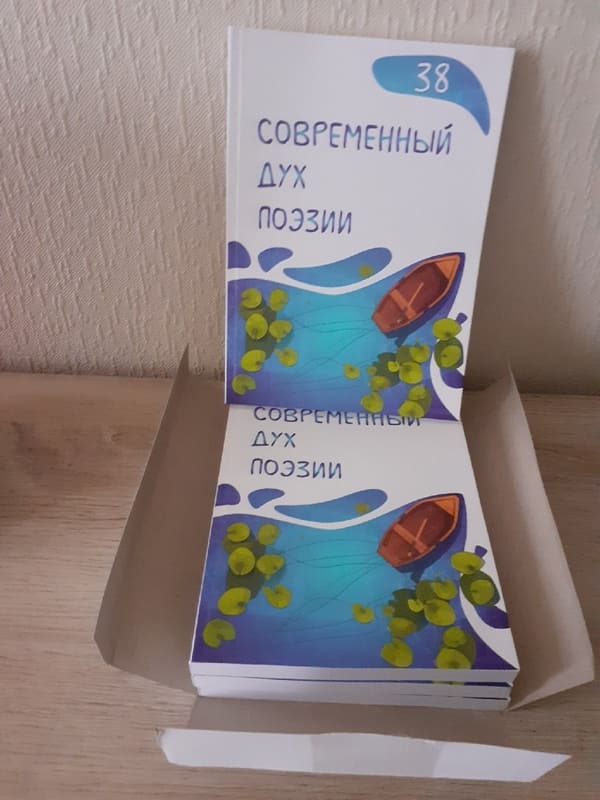 38
СОВРЕМЕННЫЙ
ДУХ
ПОЭЗИИ
СОВРЕМЕННЫЙ
ДУХ
ПОЭЗИИ